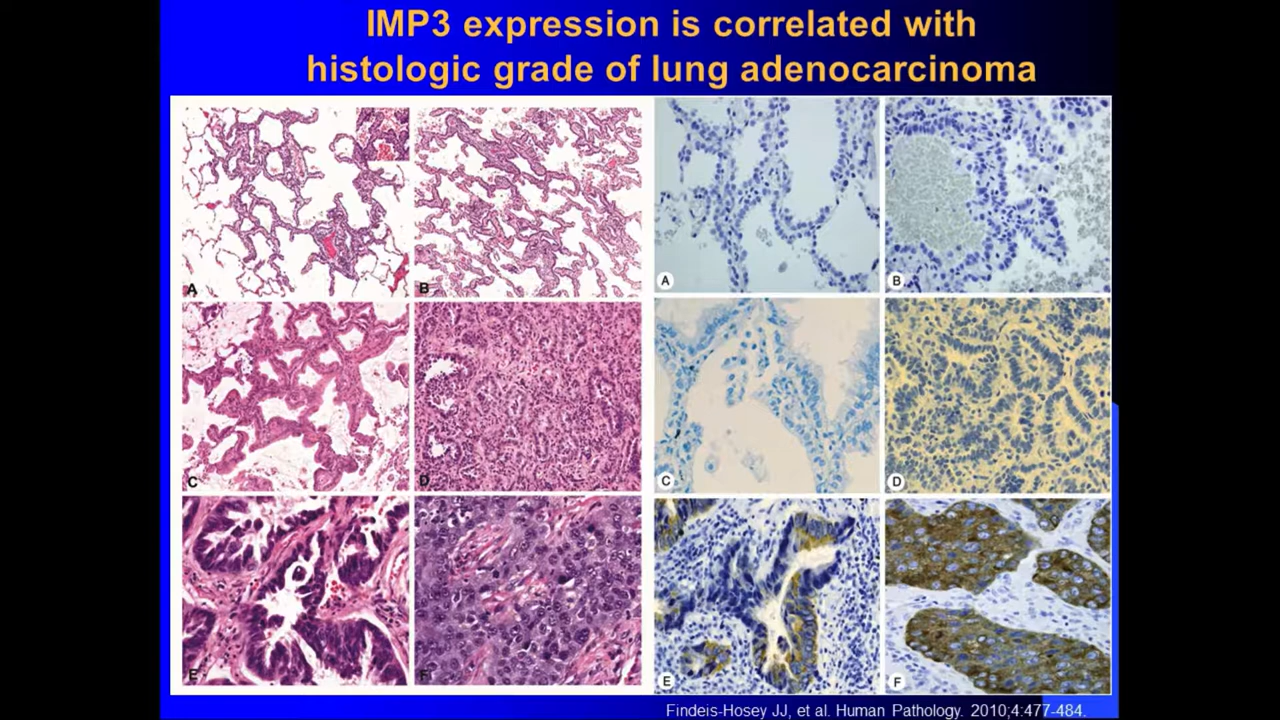 IMP3 expression is correlated with
histologic grade of lung adenocarcinoma
A
B
C
D
E
F
A
B
C
D
E
F
Findeis-Hosey JJ, et al. Human Pathology. 2010;4:477-484.